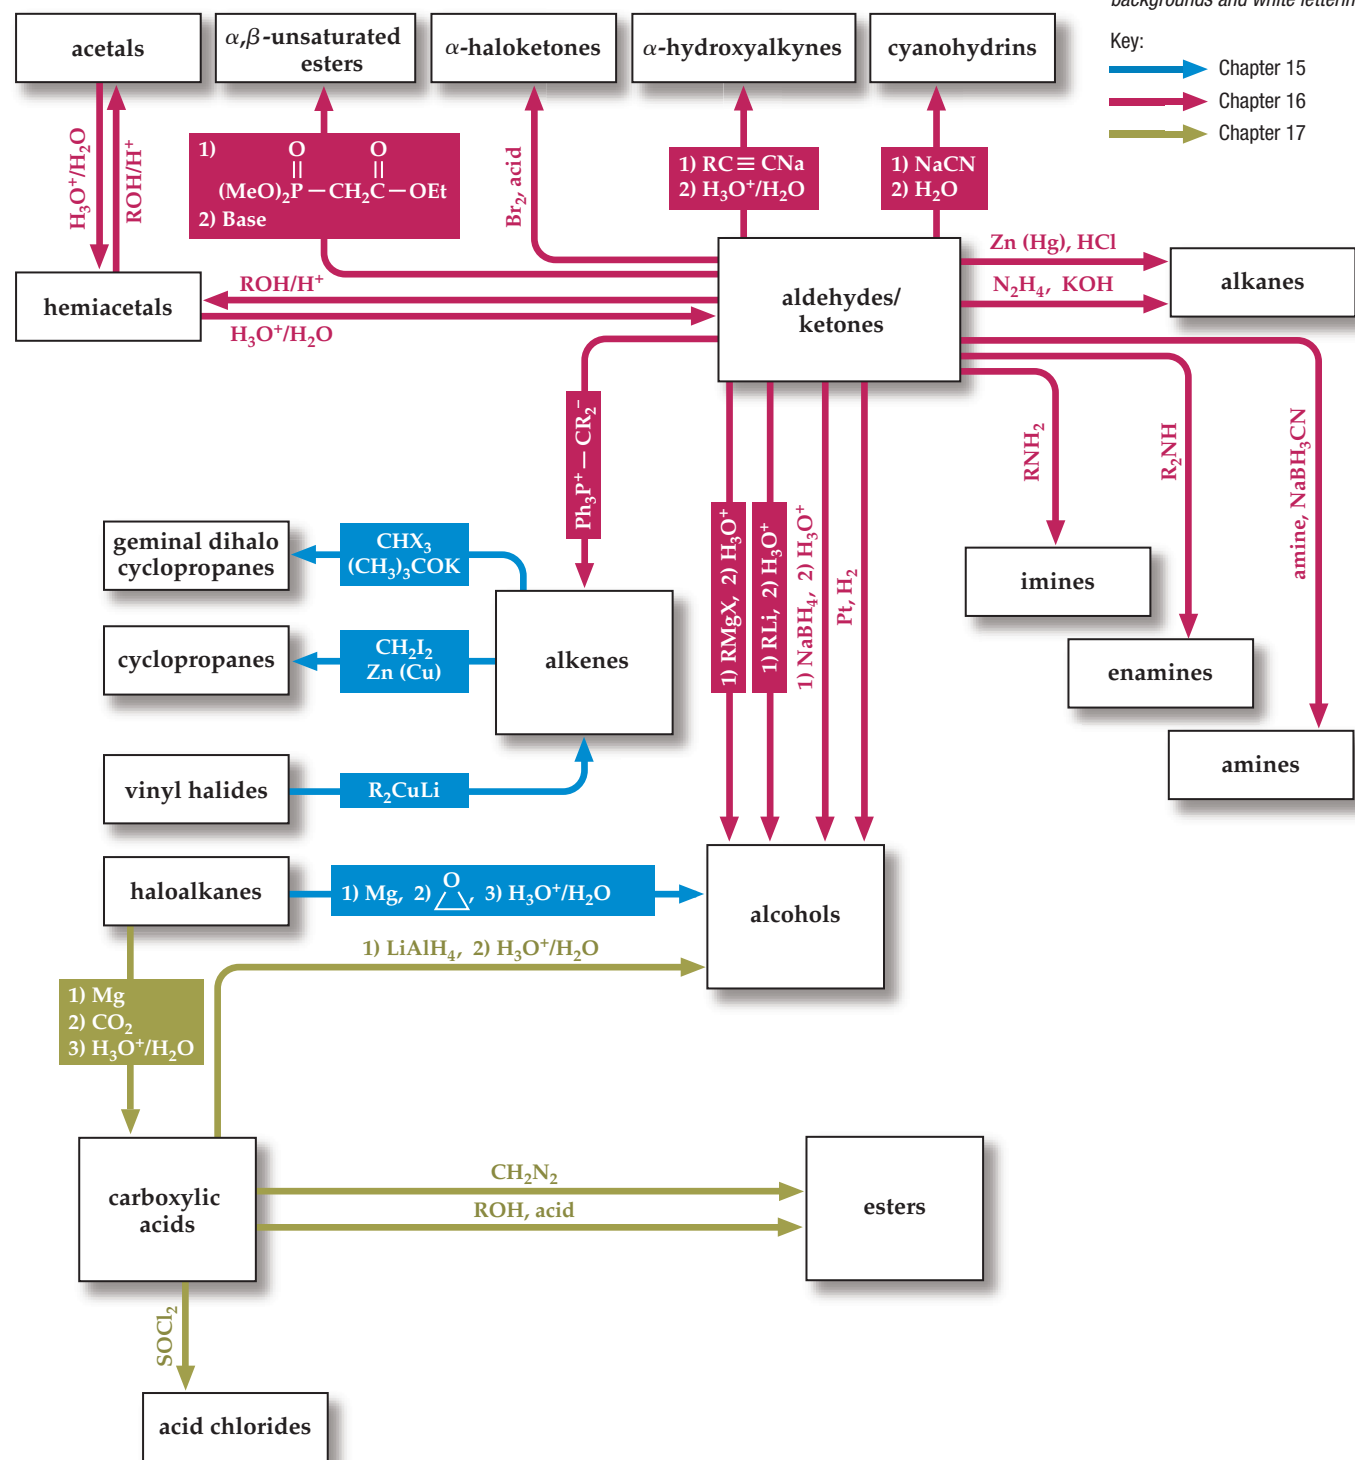 backgrounds and white lettering
Key:
Chapter 15
Chapter 16
Chapter 17
acetals
α,β-unsaturated
esters
α-haloketones
α-hydroxyalkynes
cyanohydrins
H₃O⁺/H₂O
ROH/H⁺
1) O O
(MeO)₂P — CH₂C — OEt
2) Base
Br₂, acid
1) RC ≡ CNa
2) H₃O⁺/H₂O
1) NaCN
2) H₂O
hemiacetals
ROH/H⁺
H₃O⁺/H₂O
aldehydes/
ketones
Zn (Hg), HCl
N₂H₄, KOH
alkanes
Ph₃P⁺ — CR₂⁻
1) RMgX, 2) H₃O⁺
1) RLi, 2) H₃O⁺
1) NaBH₄, 2) H₃O⁺
Pt, H₂
RNH₂
R₂NH
amine, NaBH₃CN
imines
enamines
amines
geminal dihalo
cyclopropanes
CHX₃
(CH₃)₃COK
cyclopropanes
CH₂I₂
Zn (Cu)
alkenes
vinyl halides
R₂CuLi
haloalkanes
1) Mg, 2) O , 3) H₃O⁺/H₂O
alcohols
1) LiAlH₄, 2) H₃O⁺/H₂O
1) Mg
2) CO₂
3) H₃O⁺/H₂O
carboxylic
acids
CH₂N₂
ROH, acid
esters
SOCl₂
acid chlorides